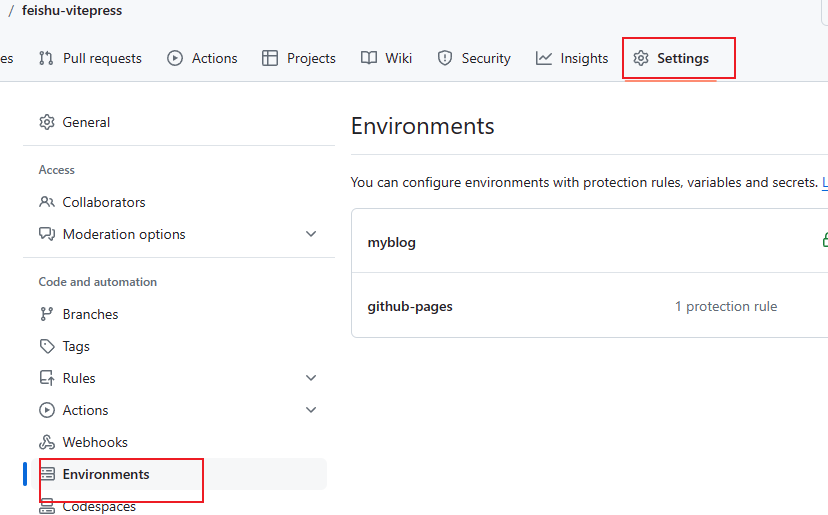 / feishu-vitepress
es Pull requests Actions Projects Wiki Security Insights Settings
General
Access
Collaborators
Moderation options
Code and automation
Branches
Tags
Rules
Actions
Webhooks
Environments
Codespaces
Environments
You can configure environments with protection rules, variables and secrets. L
myblog
github-pages 1 protection rule